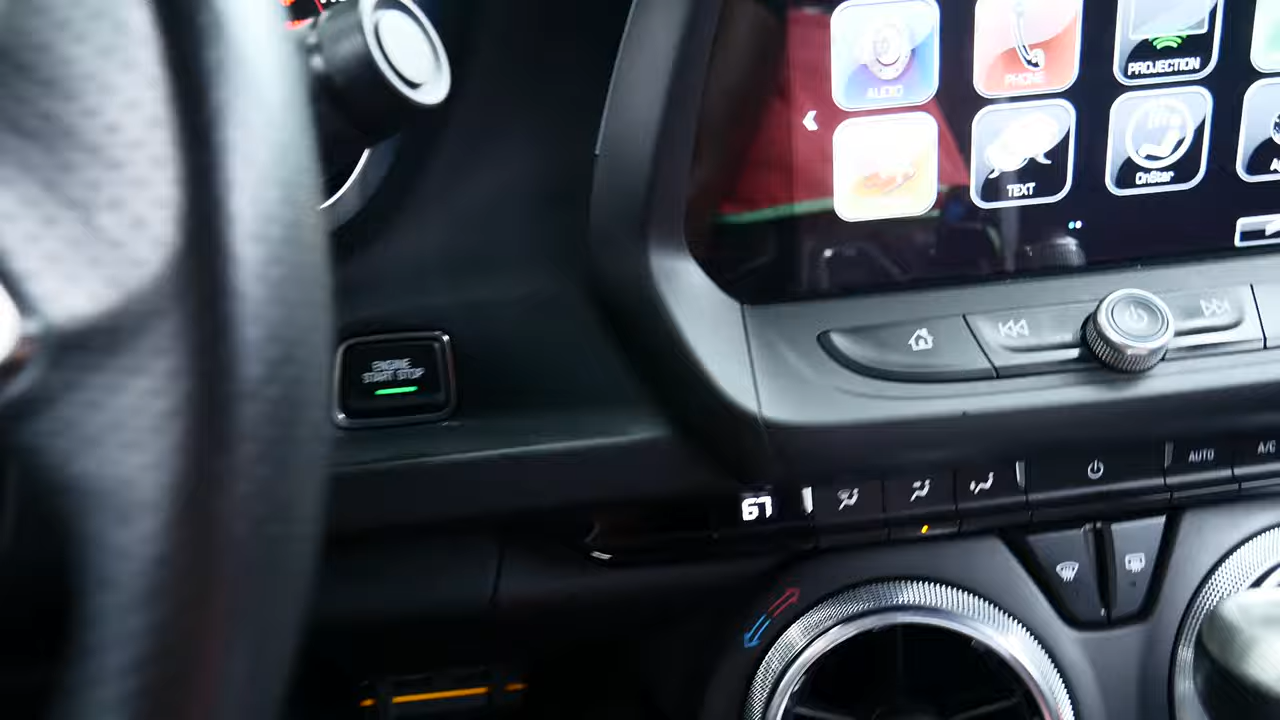 AUDIO
PHONE
PROJECTION
TEXT
OnStar
ENGINE
START STOP
67
AUTO
A/C